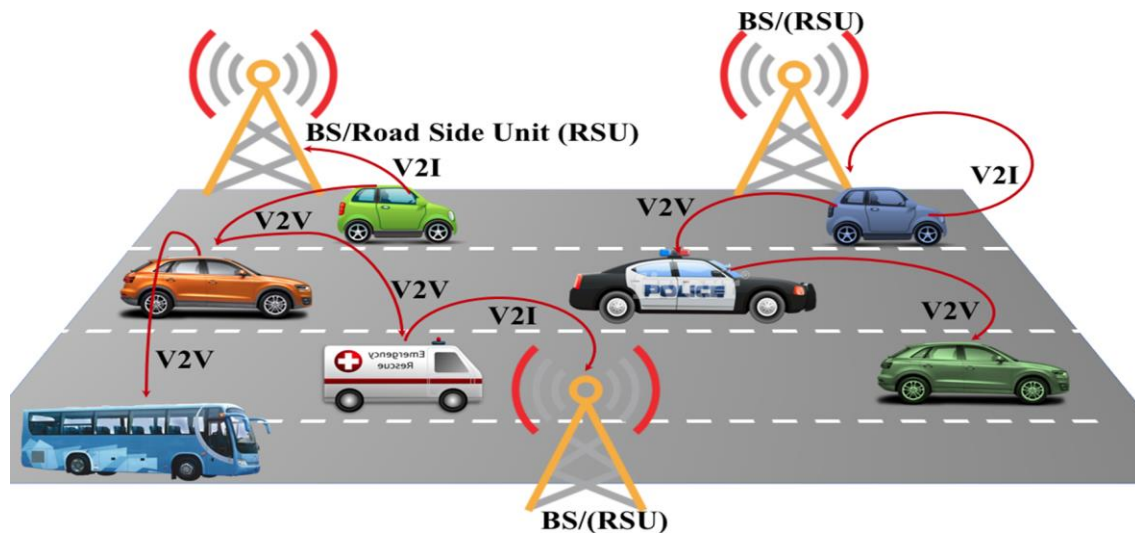 BS/(RSU)
BS/Road Side Unit (RSU)
V2I
V2I
V2V
V2V
V2V
V2I
V2V
V2V
POLICE
Emergency
Rescue
BS/(RSU)